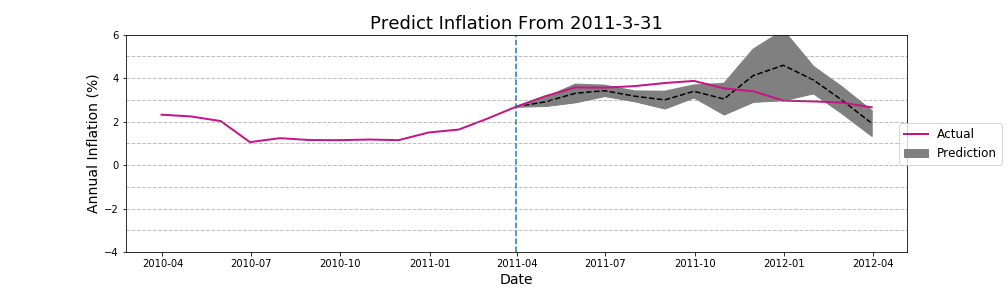 Predict Inflation From 2011-3-31
Annual Inflation (%)
6
4
2
0
−2
−4
2010-04 2010-07 2010-10 2011-01 2011-04 2011-07 2011-10 2012-01 2012-04
Date
Actual
Prediction